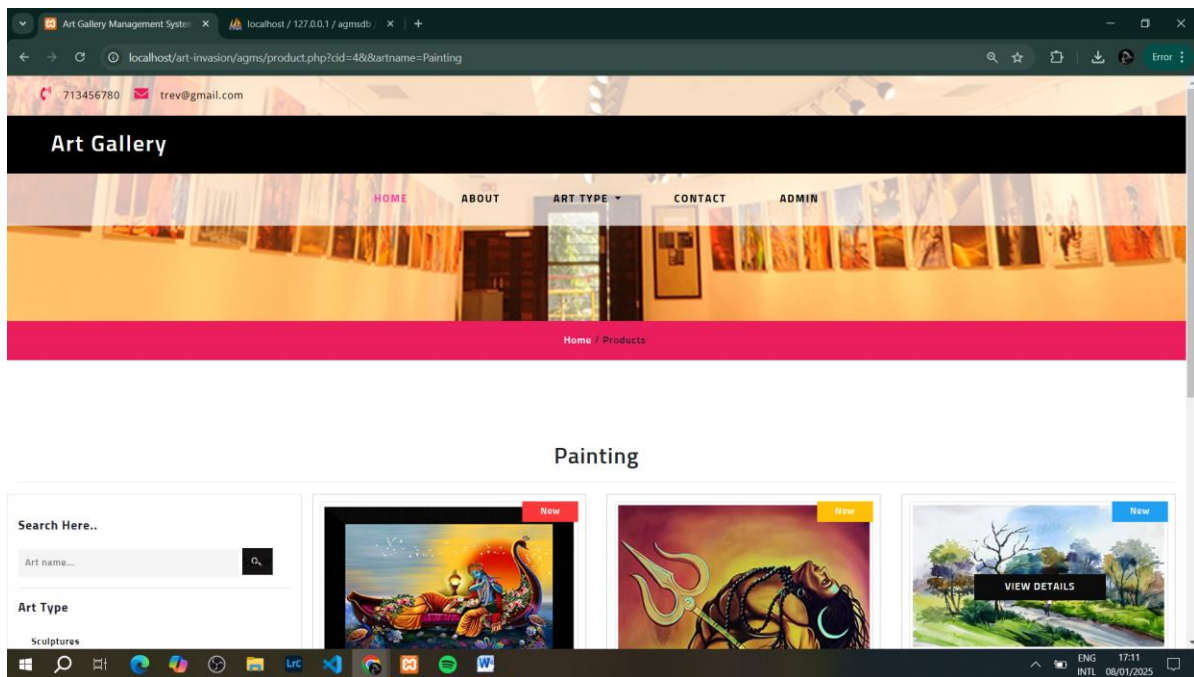 Art Gallery Management System
localhost / 127.0.0.1 / agmsdb /
localhost/art-invasion/agms/product.php?cid=4&&artname=Painting
Error
713456780 trev@gmail.com
Art Gallery
HOME ABOUT ART TYPE CONTACT ADMIN
Home / Products
Painting
New New New
Search Here..
Art name...
VIEW DETAILS
Art Type
Sculptures
LrC
W
ENG 17:11
INTL 08/01/2025